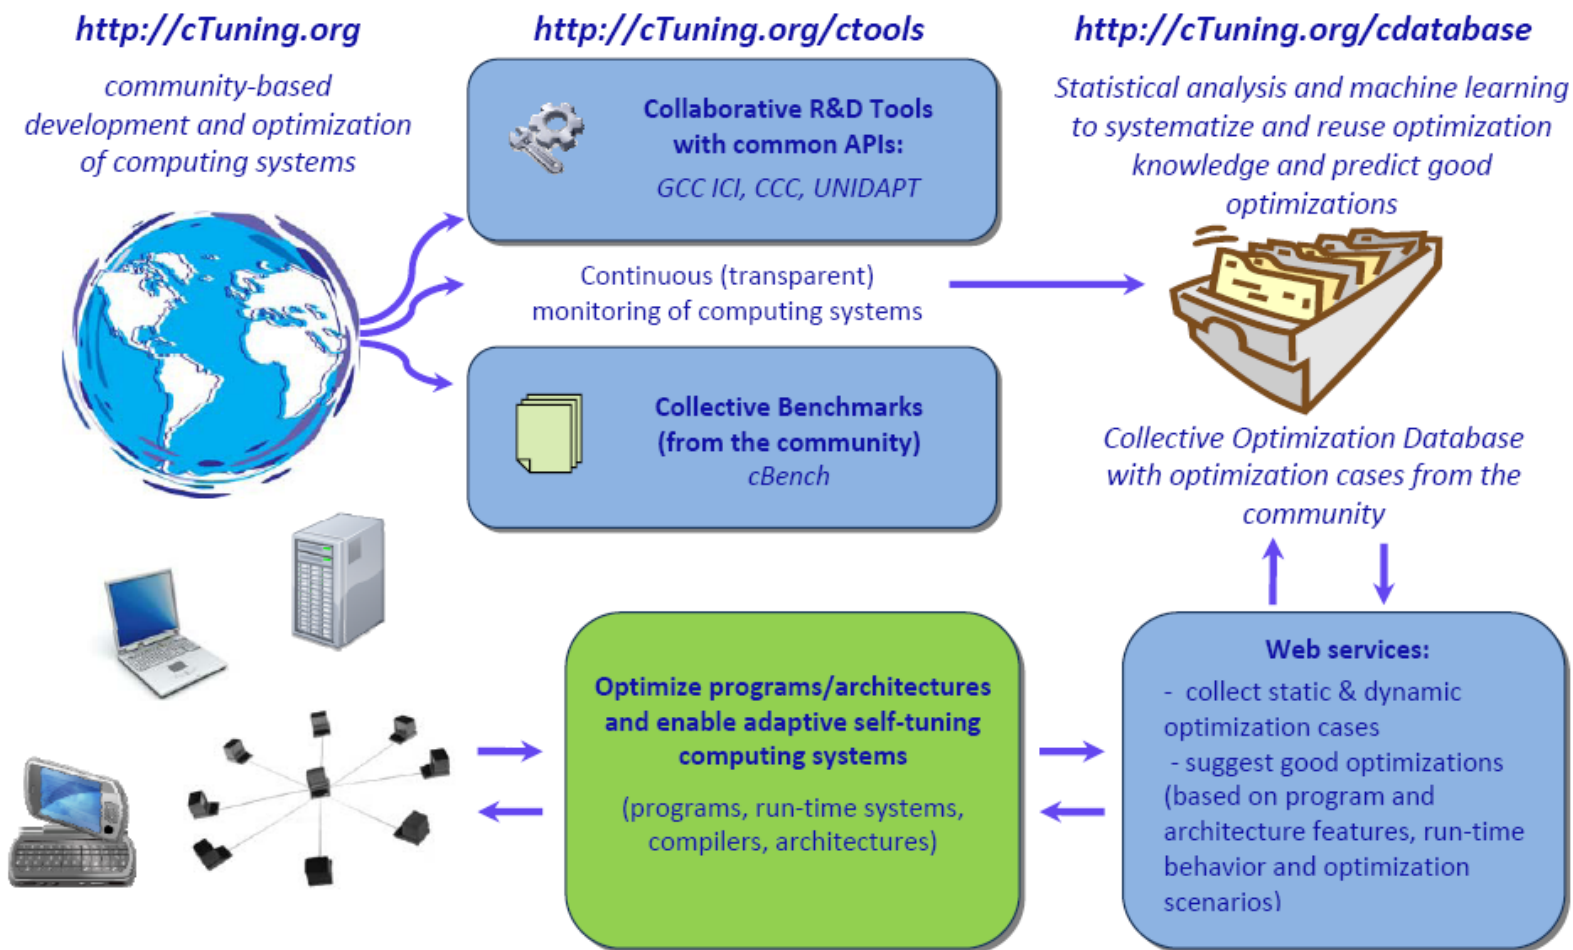 http://cTuning.org
community-based
development and optimization
of computing systems
http://cTuning.org/ctools
Collaborative R&D Tools
with common APIs:
GCC ICI, CCC, UNIDAPT
Continuous (transparent)
monitoring of computing systems
Collective Benchmarks
(from the community)
cBench
http://cTuning.org/cdatabase
Statistical analysis and machine learning
to systematize and reuse optimization
knowledge and predict good
optimizations
Collective Optimization Database
with optimization cases from the
community
Optimize programs/architectures
and enable adaptive self-tuning
computing systems
(programs, run-time systems,
compilers, architectures)
Web services:
- collect static & dynamic
optimization cases
- suggest good optimizations
(based on program and
architecture features, run-time
behavior and optimization
scenarios)